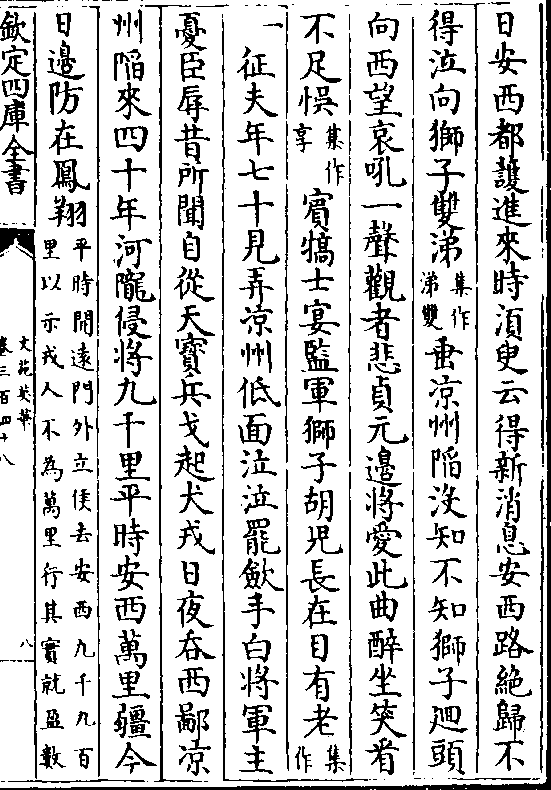 日安西都護進來時湏臾云得新消息安西路絶歸不
得泣向獅子雙涕集作涕雙垂凉州陷没知不知獅子廻頭
向西望哀吼一聲觀者悲貞元邊將愛此曲醉坐笑看
不足悞集作享賔犒士宴監軍獅子胡児長在目有老集作
一征夫年七十見弄凉州低面泣泣罷歛手白將軍主
憂臣辱昔所聞自從天寶兵戈起犬戎日夜吞西鄙凉
州陷來四十年河隴侵將九千里平時安西萬里疆今
日邊防在鳳翔平時開遠門外立堠去安西九千九百里以示戎人不為萬里行其實就盈數
欽定四庫全書
文苑英華
卷三百四十八
八